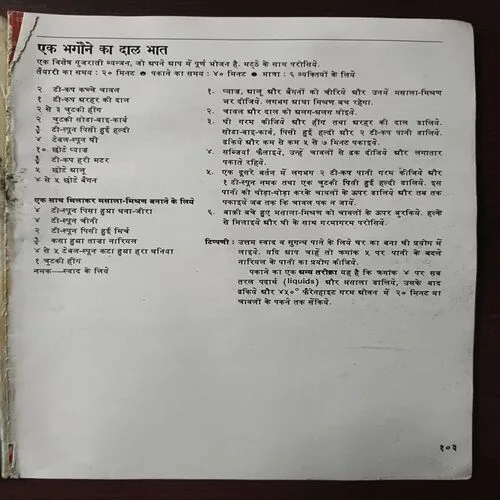 एक भगौने का दाल भात
एक विशेष गुजराती व्यन्जन, जो अपने आप में पूर्ण भोजन है. मट्ठे के साथ परोसिये.
तैयारी का समय : २० मिनट • पकाने का समय : ४० मिनट • मात्रा : ६ व्यक्तियों के लिये
२ टी-कप कच्चे चावल
१ टी-कप अरहर की दाल
२ से ३ चुटकी हींग
२ चुटकी सोडा-बाइ-कार्ब
टी-स्पून पिसी हुई हल्दी
४ टेबल-स्पून घी
१० छोटे प्याज
टी-कप हरी मटर
५ छोटे आलू
४ से ५ छोटे बैंगन
एक साथ मिलाकर मसाला-मिश्रण बनाने के लिये
४ टी-स्पून पिसा हुआ धना-जीरा
४ टी-स्पून चीनी
२ टी-स्पून पिसी हुई मिर्च
कसा हुआ ताजा नारियल
४ से ५ टेबल-स्पून कटा हुआ हरा धनिया
१ चुटकी हींग
नमक—स्वाद के लिये
१. प्याज, आलू और बैंगनों को चीरिये और उनमें मसाला-मिश्रण
भर दीजिये. लगभग आधा मिश्रण बच रहेगा.
२. चावल और दाल को अलग-अलग धोइये.
३. घी गरम कीजिये और हींग तथा अरहर की दाल डालिये.
सोडा-बाइ-कार्ब, पिसी हुई हल्दी और २ टी-कप पानी डालिये.
ढकिये और कम से कम ५ से ७ मिनट पकाइये.
४. सब्जियाँ फैलाइये, उन्हें चावलों से ढक दीजिये और लगातार
पकाते रहिये.
५. एक दूसरे बर्तन में लगभग २ टी-कप पानी गरम कीजिये और
१ टी-स्पून नमक तथा एक चुटकी पिसी हुई हल्दी डालिये. इस
पानी को थोड़ा-थोड़ा करके चावलों के ऊपर डालिये और तब तक
पकाइये जब तक कि चावल पक न जायें.
६. बाक़ी बचे हुए मसाला-मिश्रण को चावलों के ऊपर बुरकिये. हल्के
से मिलाइये और घी के साथ गरमागरम परोसिये.
टिप्पणी : उत्तम स्वाद व सुगन्ध पाने के लिये घर का बना घी प्रयोग में
लाइये. यदि आप चाहें तो क्रमांक ५ पर पानी के बदले
नारियल के पानी का प्रयोग कीजिये.
पकाने का एक अन्य तरीक़ा यह है कि क्रमांक ४ पर सब
तरल पदार्थ (liquids) और मसाला डालिये, उसके बाद
ढकिये और ४५०° फ़ैरनहाइट गरम ओवन में २० मिनट या
चावलों के पकने तक सेंकिये.
१०३